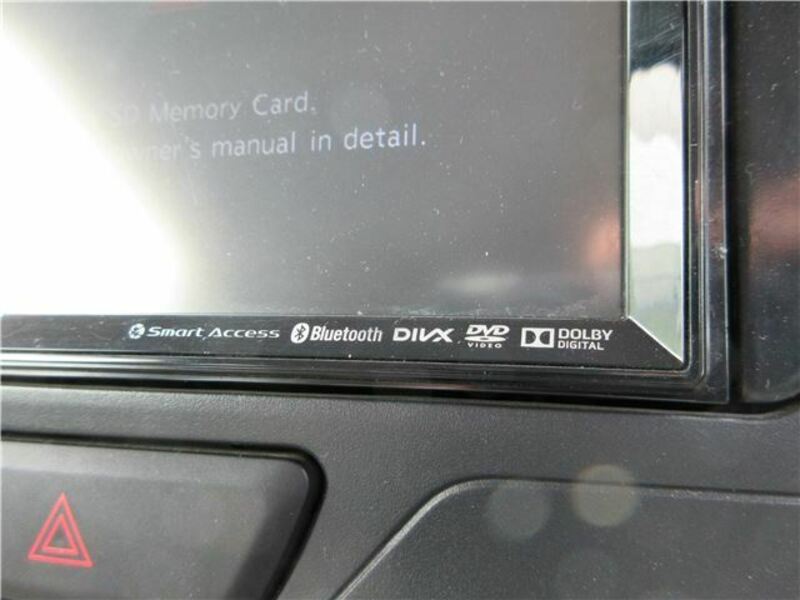 SD Memory Card.
owner's manual in detail.
Smart Access Bluetooth DIVX DVD VIDEO DOLBY DIGITAL